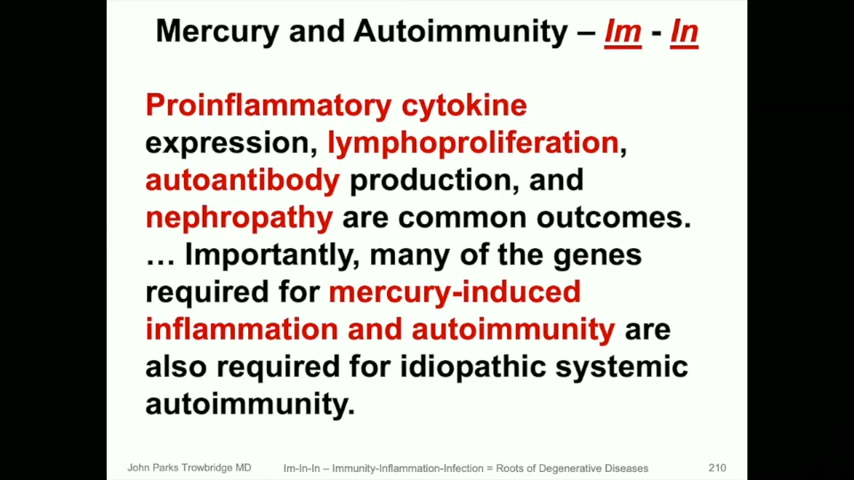 Mercury and Autoimmunity – Im - In
Proinflammatory cytokine
expression, lymphoproliferation,
autoantibody production, and
nephropathy are common outcomes.
… Importantly, many of the genes
required for mercury-induced
inflammation and autoimmunity are
also required for idiopathic systemic
autoimmunity.
John Parks Trowbridge MD Im-In-In – Immunity-Inflammation-Infection = Roots of Degenerative Diseases 210